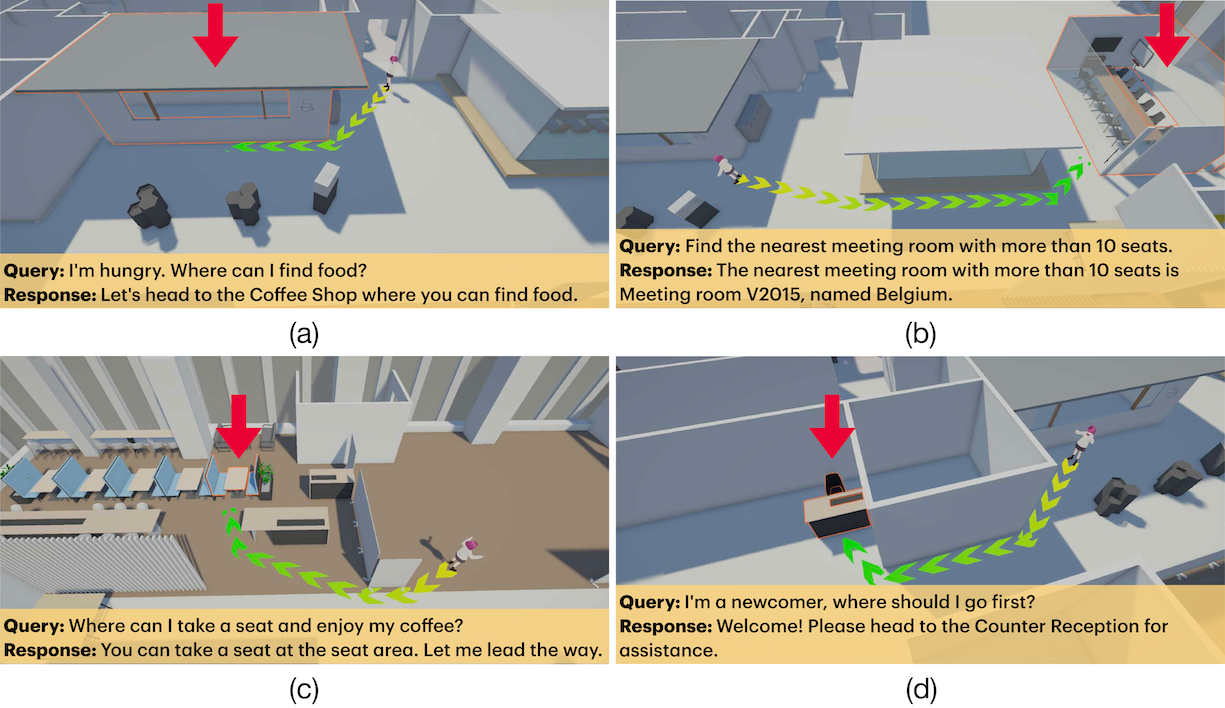 Query: I'm hungry. Where can I find food?
Response: Let's head to the Coffee Shop where you can find food.
(a)
Query: Find the nearest meeting room with more than 10 seats.
Response: The nearest meeting room with more than 10 seats is
Meeting room V2015, named Belgium.
(b)
Query: Where can I take a seat and enjoy my coffee?
Response: You can take a seat at the seat area. Let me lead the way.
(c)
Query: I'm a newcomer, where should I go first?
Response: Welcome! Please head to the Counter Reception for
assistance.
(d)